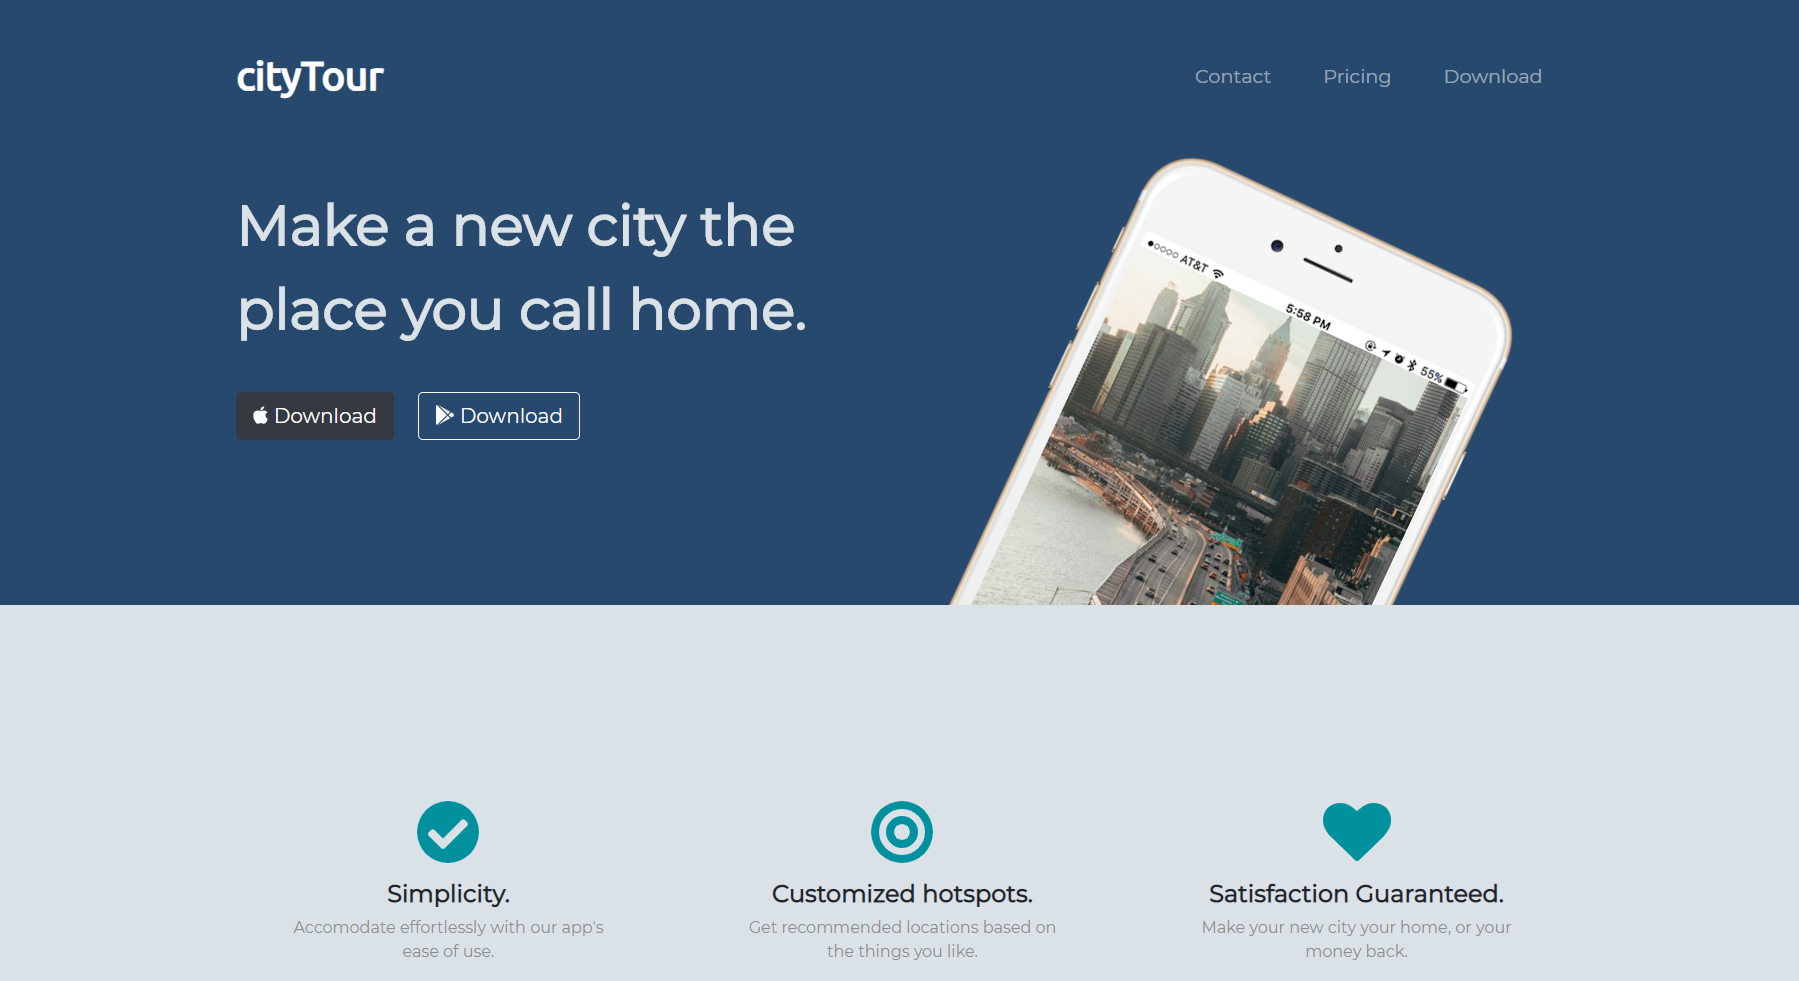 cityTour
Contact Pricing Download
Make a new city the
place you call home.
Download Download
AT&T
5:58 PM
55%
Simplicity.
Accomodate effortlessly with our app's
ease of use.
Customized hotspots.
Get recommended locations based on
the things you like.
Satisfaction Guaranteed.
Make your new city your home, or your
money back.